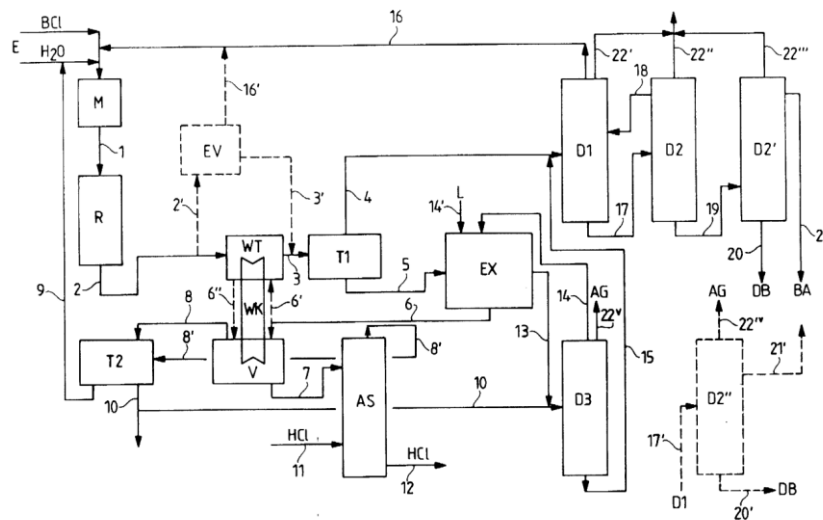 BCl
E H₂O
16
22' 22'' 22'''
M
16'
18
EV
D1 D2 D2'
1
4
R
2' 3'
L
14'
17
19
2
20
WT
T1
EX
3
5
2
9
14
AG
22ᵛ
DB
BA
AG
6'' WK 6'
6
8
8'
13
15
22ᴵⱽ
21'
T2
V
8'
7
10
AS
10
D3
D2''
HCl
11
HCl
12
17'
D1
20'
DB